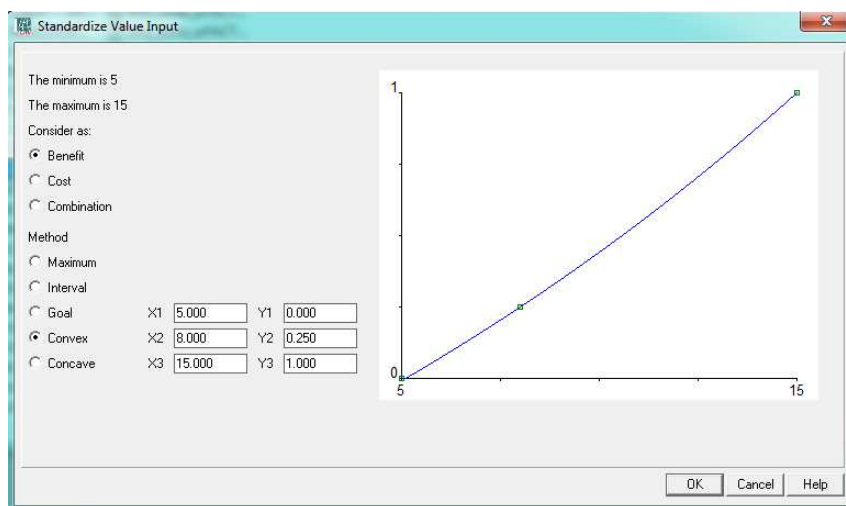 Standardize Value Input
The minimum is 5
The maximum is 15
Consider as:
Benefit
Cost
Combination
Method
Maximum
Interval
Goal X1 5.000 Y1 0.000
Convex X2 8.000 Y2 0.250
Concave X3 15.000 Y3 1.000
1
0
5 15
OK Cancel Help